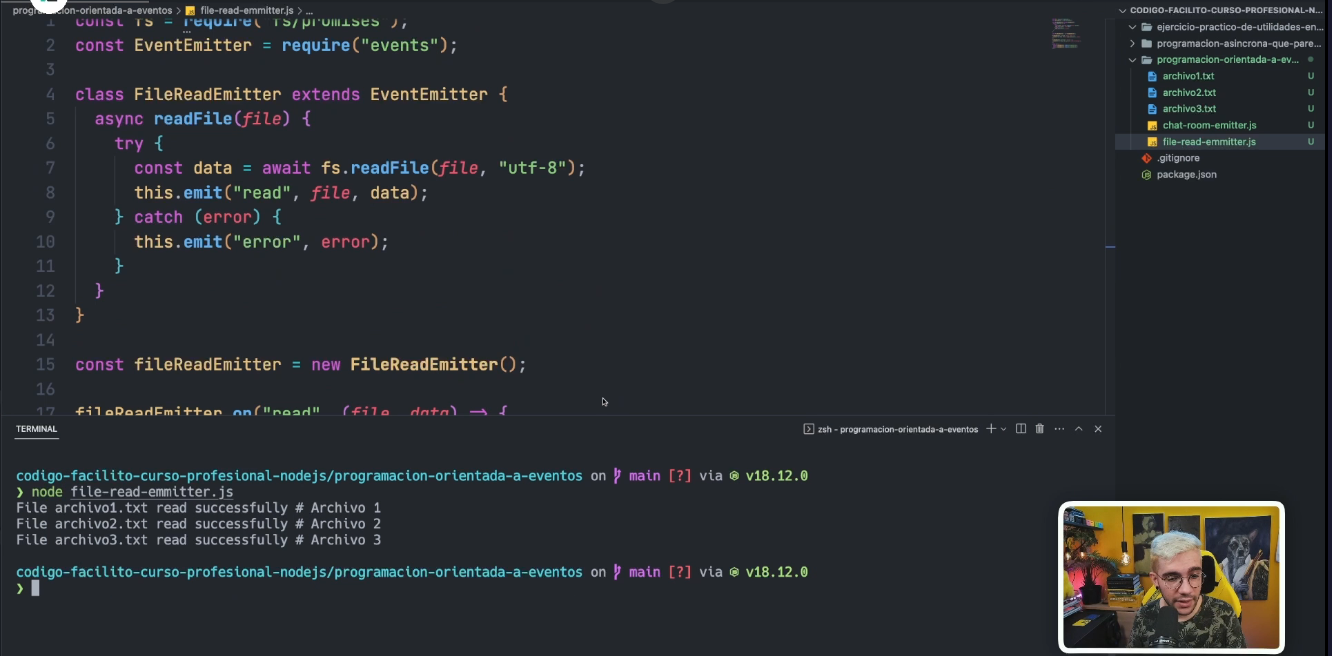 programacion-orientada-a-eventos > file-read-emmitter.js > ...
1 const fs = require("fs/promises");
2 const EventEmitter = require("events");
3
4 class FileReadEmitter extends EventEmitter {
5 async readFile(file) {
6 try {
7 const data = await fs.readFile(file, "utf-8");
8 this.emit("read", file, data);
9 } catch (error) {
10 this.emit("error", error);
11 }
12 }
13 }
14
15 const fileReadEmitter = new FileReadEmitter();
16
17 fileReadEmitter.on("read", (file, data) => {
CODIGO-FACILITO-CURSO-PROFESIONAL-N...
ejercicio-practico-de-utilidades-en...
programacion-asincrona-que-pare...
programacion-orientada-a-ev...
archivo1.txt U
archivo2.txt U
archivo3.txt U
chat-room-emitter.js U
file-read-emmitter.js U
.gitignore
package.json
TERMINAL
zsh - programacion-orientada-a-eventos
codigo-facilito-curso-profesional-nodejs/programacion-orientada-a-eventos on main [?] via v18.12.0
❯ node file-read-emmitter.js
File archivo1.txt read successfully # Archivo 1
File archivo2.txt read successfully # Archivo 2
File archivo3.txt read successfully # Archivo 3
codigo-facilito-curso-profesional-nodejs/programacion-orientada-a-eventos on main [?] via v18.12.0
❯